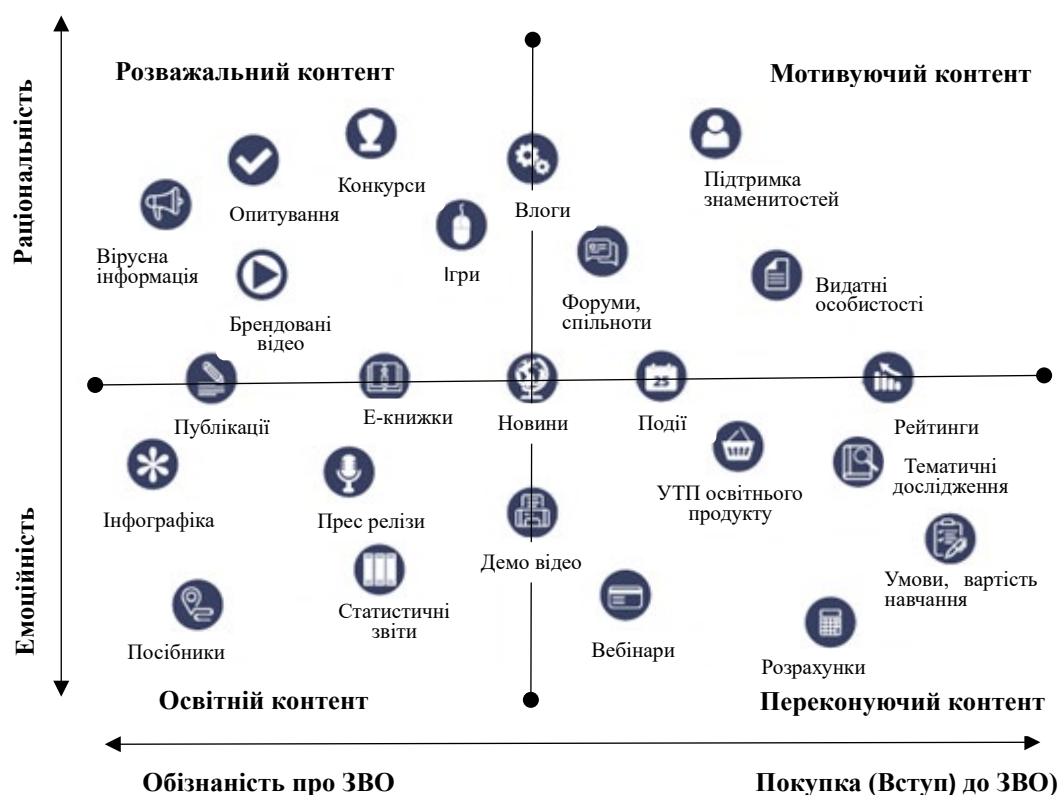 Раціональність
Емоційність
Розважальний контент
Мотивуючий контент
Конкурси
Опитування
Вірусна
інформація
Брендовані
відео
Ігри
Влоги
Підтримка
знаменитостей
Форуми,
спільноти
Видатні
особистості
Публікації
Е-книжки
Новини
Події
25
Рейтинги
Інфографіка
Прес релізи
Демо відео
УТП освітнього
продукту
Тематичні
дослідження
Посібники
Статистичні
звіти
Вебінари
Умови, вартість
навчання
Розрахунки
Освітній контент
Переконуючий контент
Обізнаність про ЗВО
Покупка (Вступ) до ЗВО)